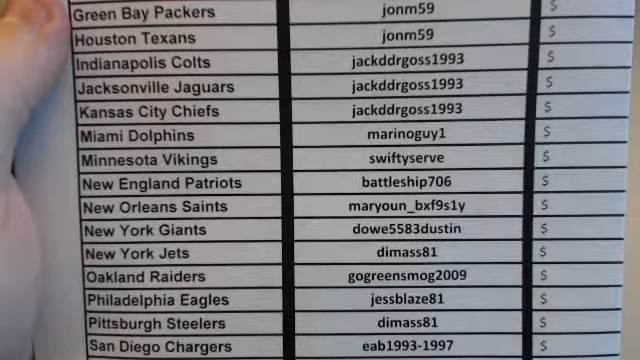 Green Bay Packers jonm59 $
Houston Texans jonm59 $
Indianapolis Colts jackddrgoss1993 $
Jacksonville Jaguars jackddrgoss1993 $
Kansas City Chiefs jackddrgoss1993 $
Miami Dolphins marinoguy1 $
Minnesota Vikings swiftyserve $
New England Patriots battleship706 $
New Orleans Saints maryoun_bxf9s1y $
New York Giants dowe5583dustin $
New York Jets dimass81 $
Oakland Raiders gogreensmog2009 $
Philadelphia Eagles jessblaze81 $
Pittsburgh Steelers dimass81 $
San Diego Chargers eab1993-1997 $